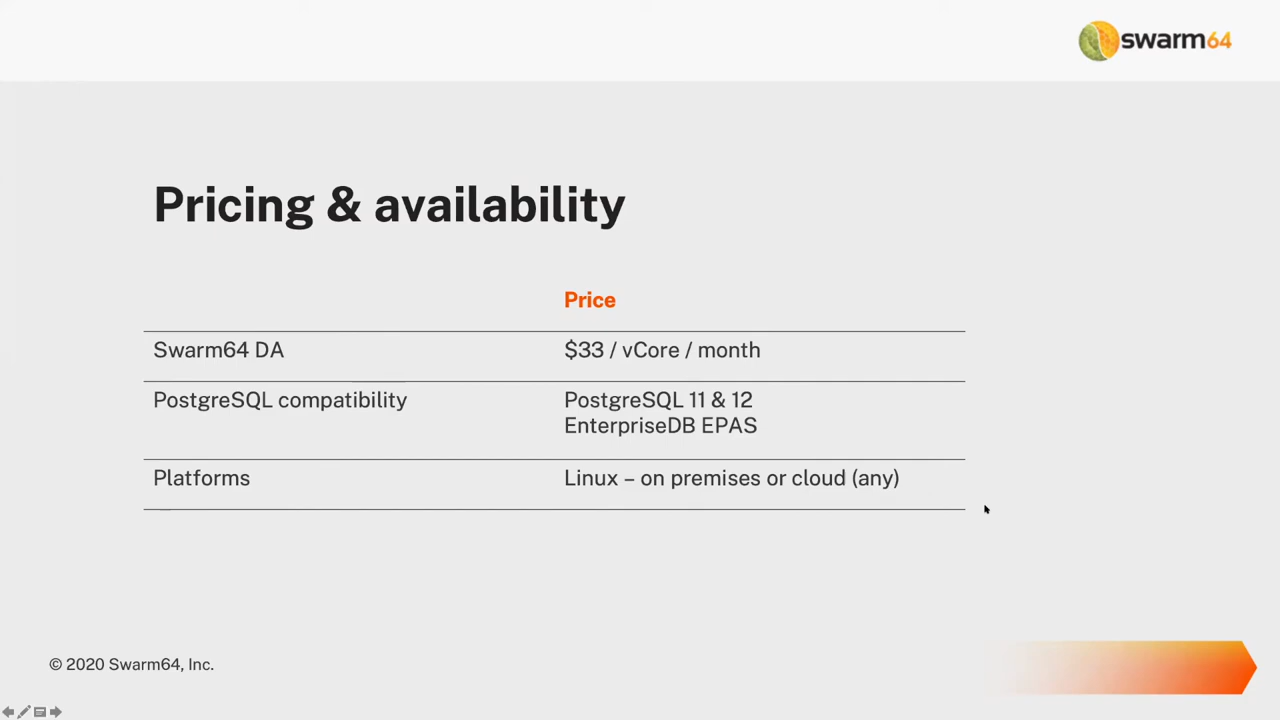 swarm64
Pricing & availability
Price
Swarm64 DA
$33 / vCore / month
PostgreSQL compatibility
PostgreSQL 11 & 12
EnterpriseDB EPAS
Platforms
Linux – on premises or cloud (any)
© 2020 Swarm64, Inc.